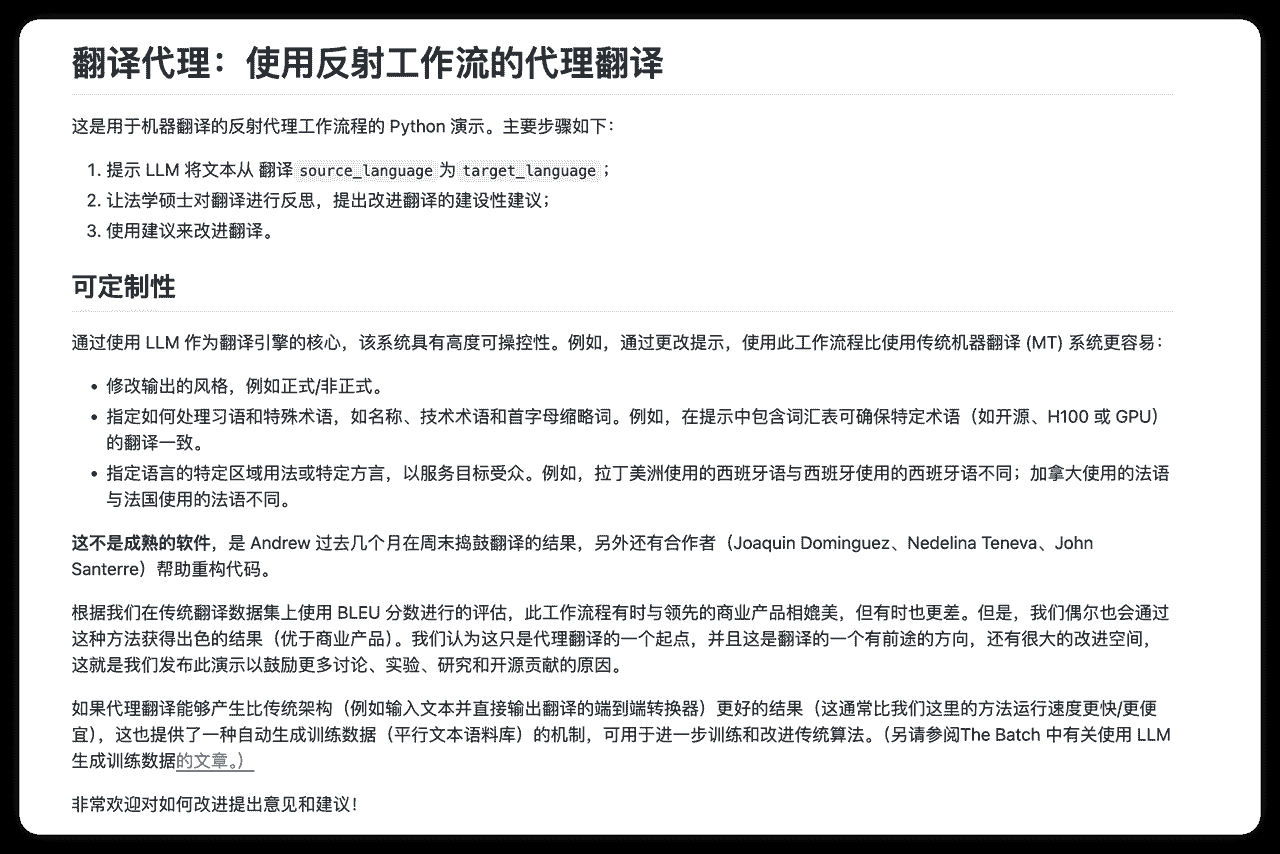 翻译代理：使用反射工作流的代理翻译
这是用于机器翻译的反射代理工作流程的 Python 演示。主要步骤如下：
1. 提示 LLM 将文本从 翻译 source_language 为 target_language ；
2. 让法学硕士对翻译进行反思，提出改进翻译的建设性建议；
3. 使用建议来改进翻译。
可定制性
通过使用 LLM 作为翻译引擎的核心，该系统具有高度可操控性。例如，通过更改提示，使用此工作流程比使用传统机器翻译 (MT) 系统更容易：
• 修改输出的风格，例如正式/非正式。
• 指定如何处理习语和特殊术语，如名称、技术术语和首字母缩略词。例如，在提示中包含词汇表可确保特定术语（如开源、H100 或 GPU）
的翻译一致。
• 指定语言的特定区域用法或特定方言，以服务目标受众。例如，拉丁美洲使用的西班牙语与西班牙使用的西班牙语不同；加拿大使用的法语
与法国使用的法语不同。
这不是成熟的软件，是 Andrew 过去几个月在周末捣鼓翻译的结果，另外还有合作者（Joaquin Dominguez、Nedelina Teneva、John
Santerre）帮助重构代码。
根据我们在传统翻译数据集上使用 BLEU 分数进行的评估，此工作流程有时与领先的商业产品相媲美，但有时也更差。但是，我们偶尔也会通过
这种方法获得出色的结果（优于商业产品）。我们认为这只是代理翻译的一个起点，并且这是翻译的一个有前途的方向，还有很大的改进空间，
这就是我们发布此演示以鼓励更多讨论、实验、研究和开源贡献的原因。
如果代理翻译能够产生比传统架构（例如输入文本并直接输出翻译的端到端转换器）更好的结果（这通常比我们这里的方法运行速度更快/更便
宜），这也提供了一种自动生成训练数据（平行文本语料库）的机制，可用于进一步训练和改进传统算法。（另请参阅The Batch 中有关使用 LLM
生成训练数据的文章。）
非常欢迎对如何改进提出意见和建议！